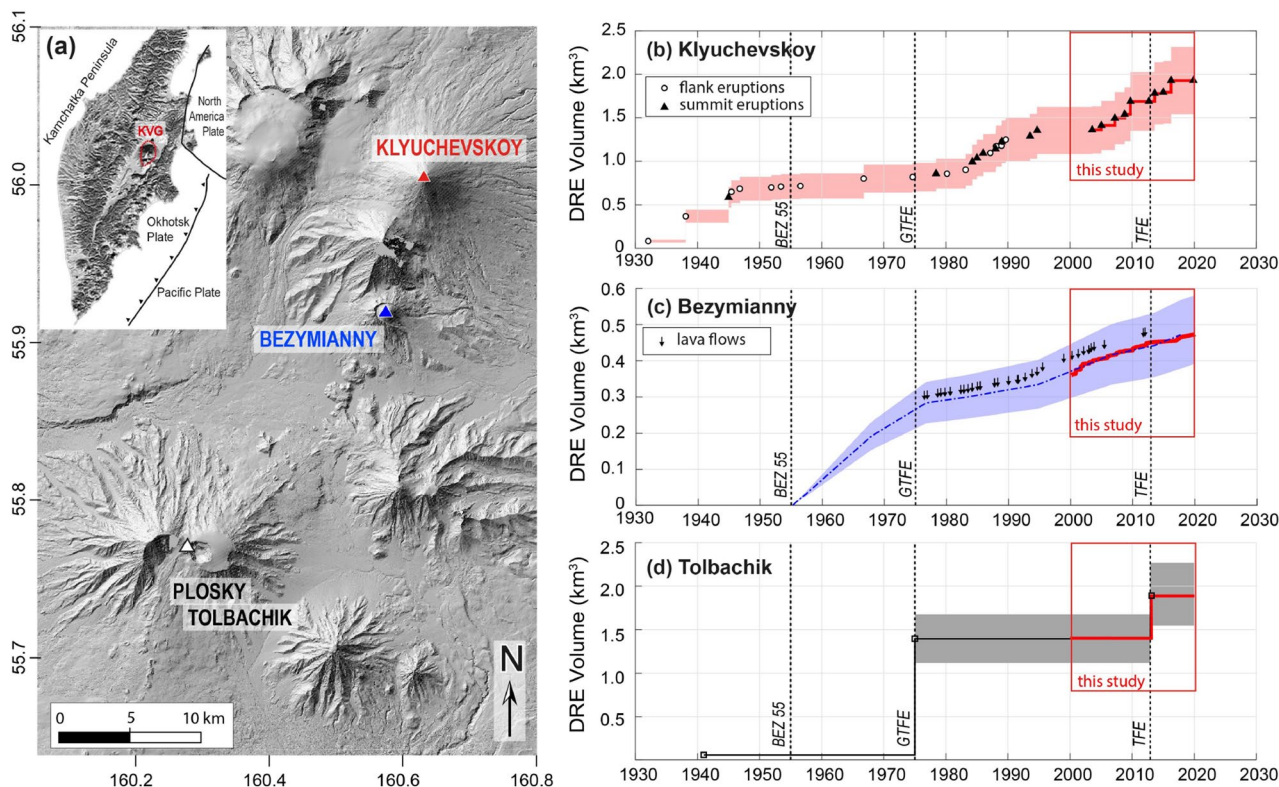 (a)
Kamchatka Peninsula
KVG
North
America
Plate
Okhotsk
Plate
Pacific Plate
KLYUCHEVSKOY
BEZYMIANNY
PLOSKY
TOLBACHIK
N
0 5 10 km
56.1
56.0
55.9
55.8
55.7
160.2 160.4 160.6 160.8
(b) Klyuchevskoy
flank eruptions
summit eruptions
this study
BEZ 55
GTFE
TFE
DRE Volume (km³)
2.5
2.0
1.5
1.0
0.5
0
1930 1940 1950 1960 1970 1980 1990 2000 2010 2020 2030
(c) Bezymianny
lava flows
this study
BEZ 55
GTFE
TFE
DRE Volume (km³)
0.6
0.5
0.4
0.3
0.2
0.1
0
1930 1940 1950 1960 1970 1980 1990 2000 2010 2020 2030
(d) Tolbachik
this study
BEZ 55
GTFE
TFE
DRE Volume (km³)
2.5
2.0
1.5
1.0
0.5
1930 1940 1950 1960 1970 1980 1990 2000 2010 2020 2030